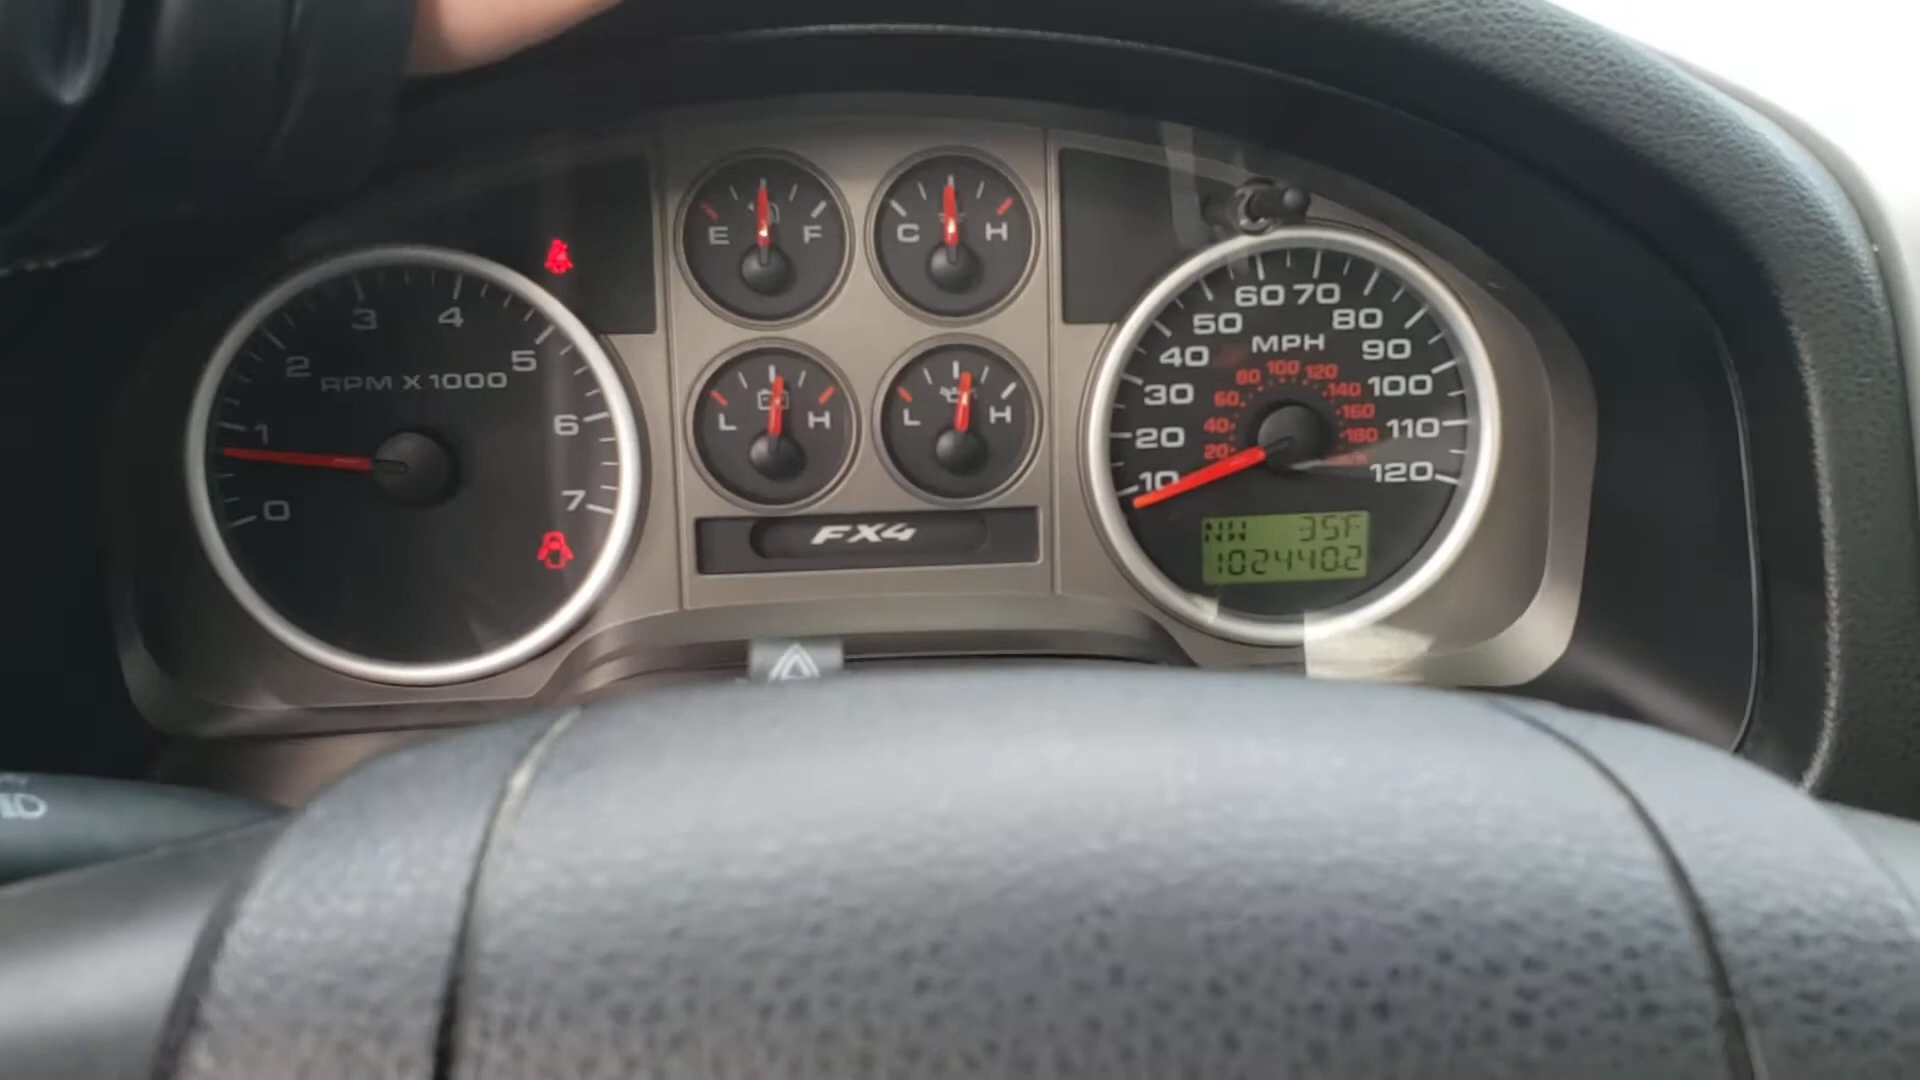 E F
C H
3 4
2 5
RPM X 1000
1 6
0 7
L H
L H
FX4
60 70
50 80
MPH
40 90
100
80 120
30 60 140 100
40 160
20 180 110
20
10 120
NW 35F
102440.2